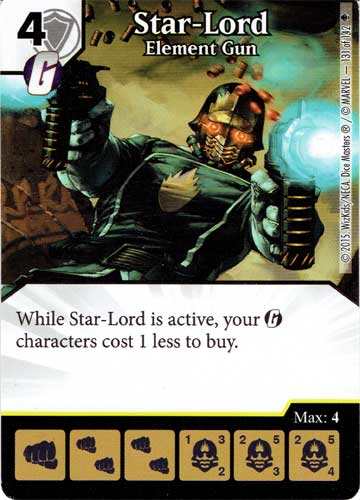 4
Star-Lord
Element Gun
© 2015 WizKids/NECA. Dice Masters ® / © MARVEL — 131 of 132
G
While Star-Lord is active, your G
characters cost 1 less to buy.
Max: 4
1 3 2
2 5 3
2 5 4